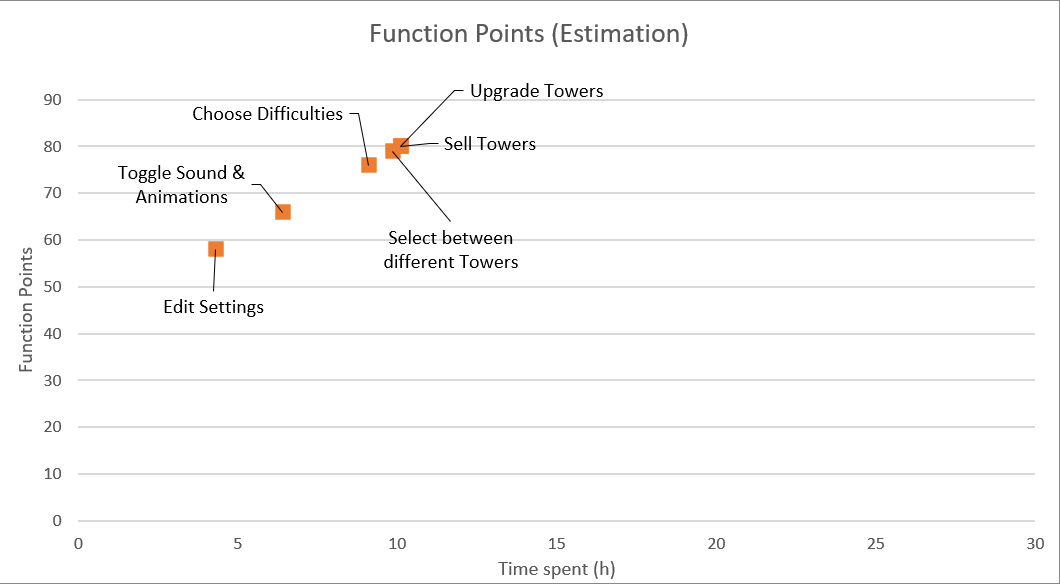 Function Points (Estimation)
90
80
70
60
50
40
30
20
10
0
Function Points
Upgrade Towers
Choose Difficulties
Sell Towers
Toggle Sound &
Animations
Select between
different Towers
Edit Settings
0 5 10 15 20 25 30
Time spent (h)